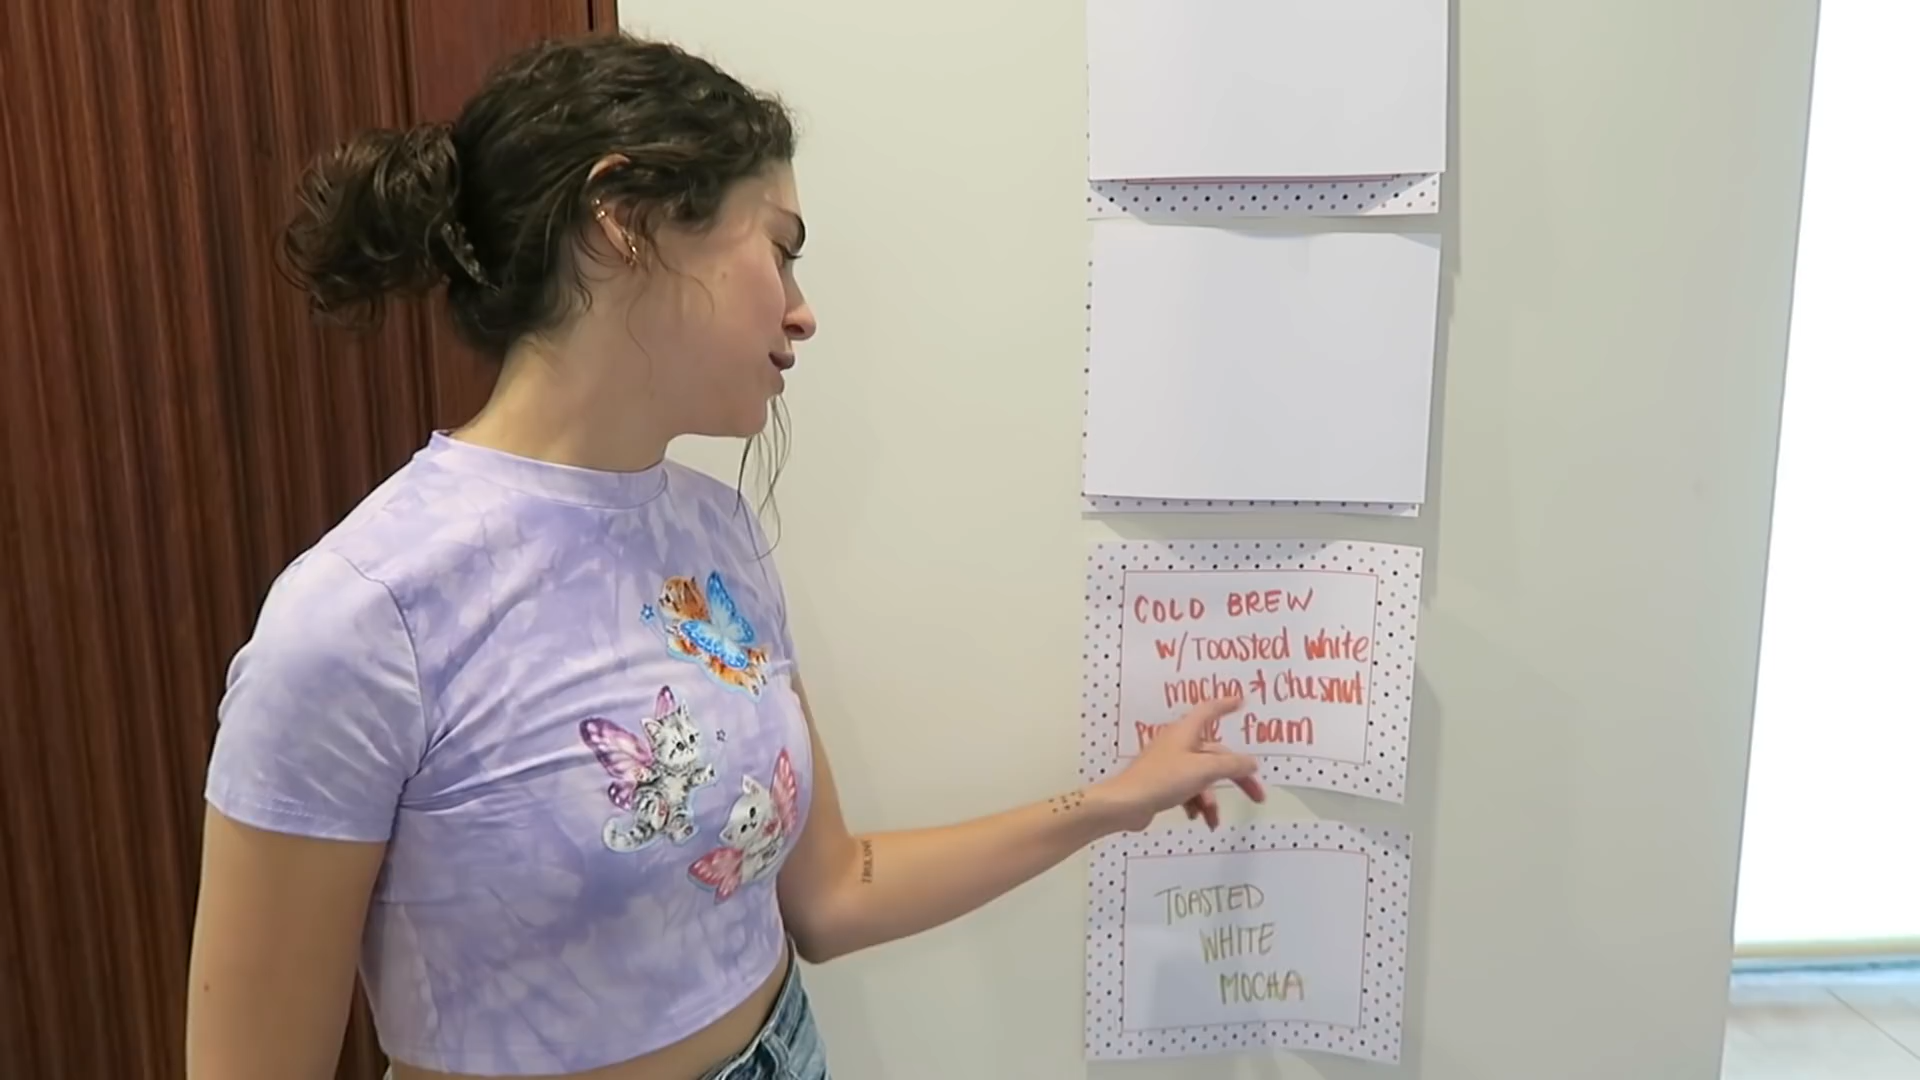 COLD BREW
w/Toasted white
mocha & Chesnut
foam
TOASTED
WHITE
MOCHA